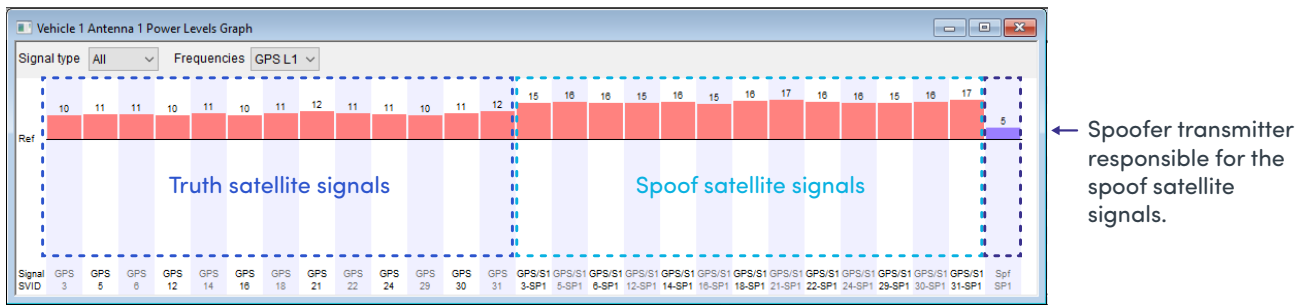 Vehicle 1 Antenna 1 Power Levels Graph
Signal type All Frequencies GPS L1
10 11 11 10 11 10 11 12 11 11 10 11 12 15 16 16 15 16 15 16 17 16 16 15 16 17 5
Ref
Truth satellite signals
Spoof satellite signals
Spoofer transmitter
responsible for the
spoof satellite
signals.
Signal GPS GPS GPS GPS GPS GPS GPS GPS GPS GPS GPS GPS GPS GPS/S1 GPS/S1 GPS/S1 GPS/S1 GPS/S1 GPS/S1 GPS/S1 GPS/S1 GPS/S1 GPS/S1 GPS/S1 GPS/S1 GPS/S1 Spf
SVID 3 5 6 12 14 16 18 21 22 24 29 30 31 3-SP1 5-SP1 6-SP1 12-SP1 14-SP1 16-SP1 18-SP1 21-SP1 22-SP1 24-SP1 29-SP1 30-SP1 31-SP1 SP1